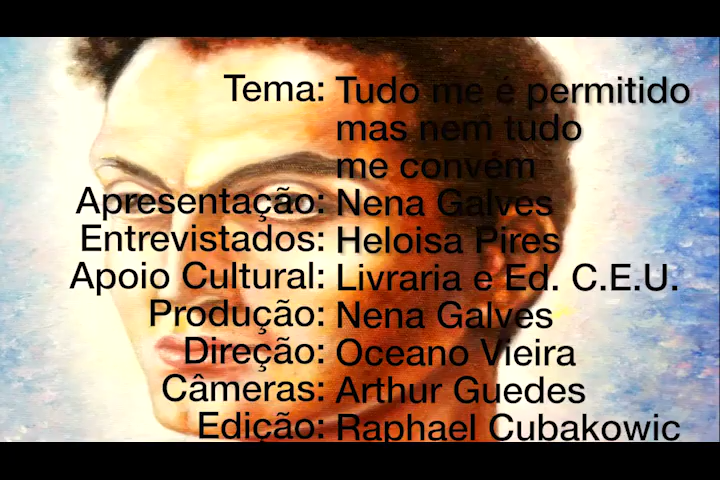 Tema: Tudo me é permitido
mas nem tudo
me convém
Apresentação: Nena Galves
Entrevistados: Heloisa Pires
Apoio Cultural: Livraria e Ed. C.E.U.
Produção: Nena Galves
Direção: Oceano Vieira
Câmeras: Arthur Guedes
Edição: Raphael Cubakowic